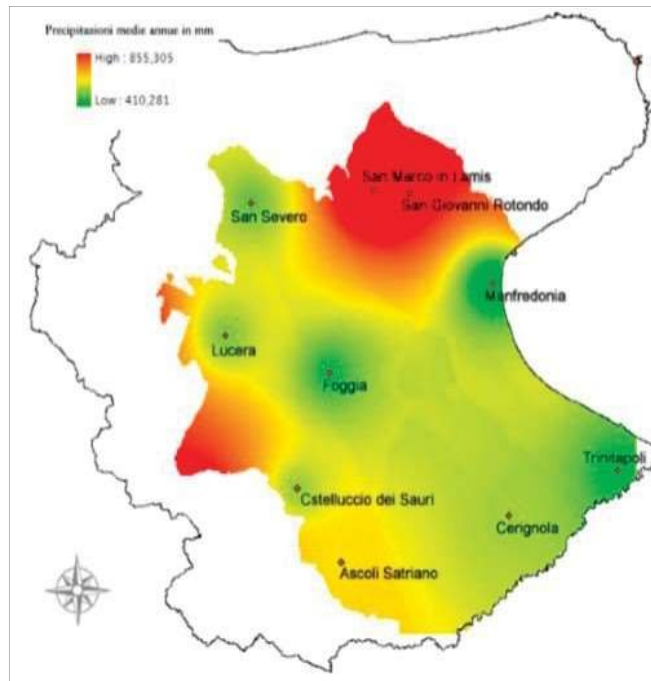 Precipitazioni medie annue in mm
High : 855,305
Low : 410,281
San Marco in Lamis
San Giovanni Rotondo
San Severo
Manfredonia
Lucera
Foggia
Trinitapoli
Cstelluccio dei Sauri
Cerignola
Ascoli Satriano